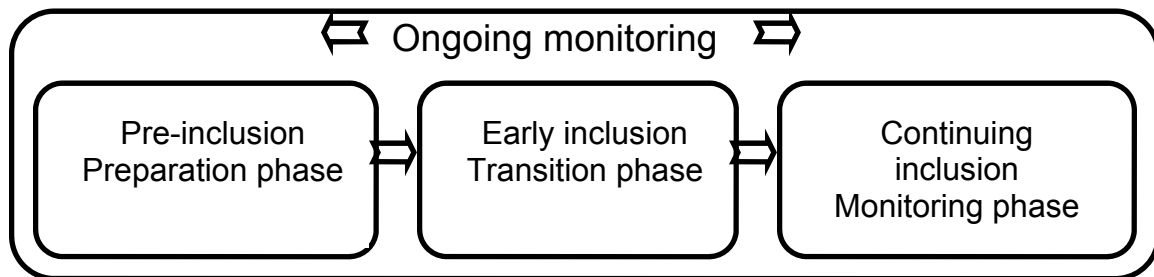 Ongoing monitoring
Pre-inclusion
Preparation phase
Early inclusion
Transition phase
Continuing
inclusion
Monitoring phase